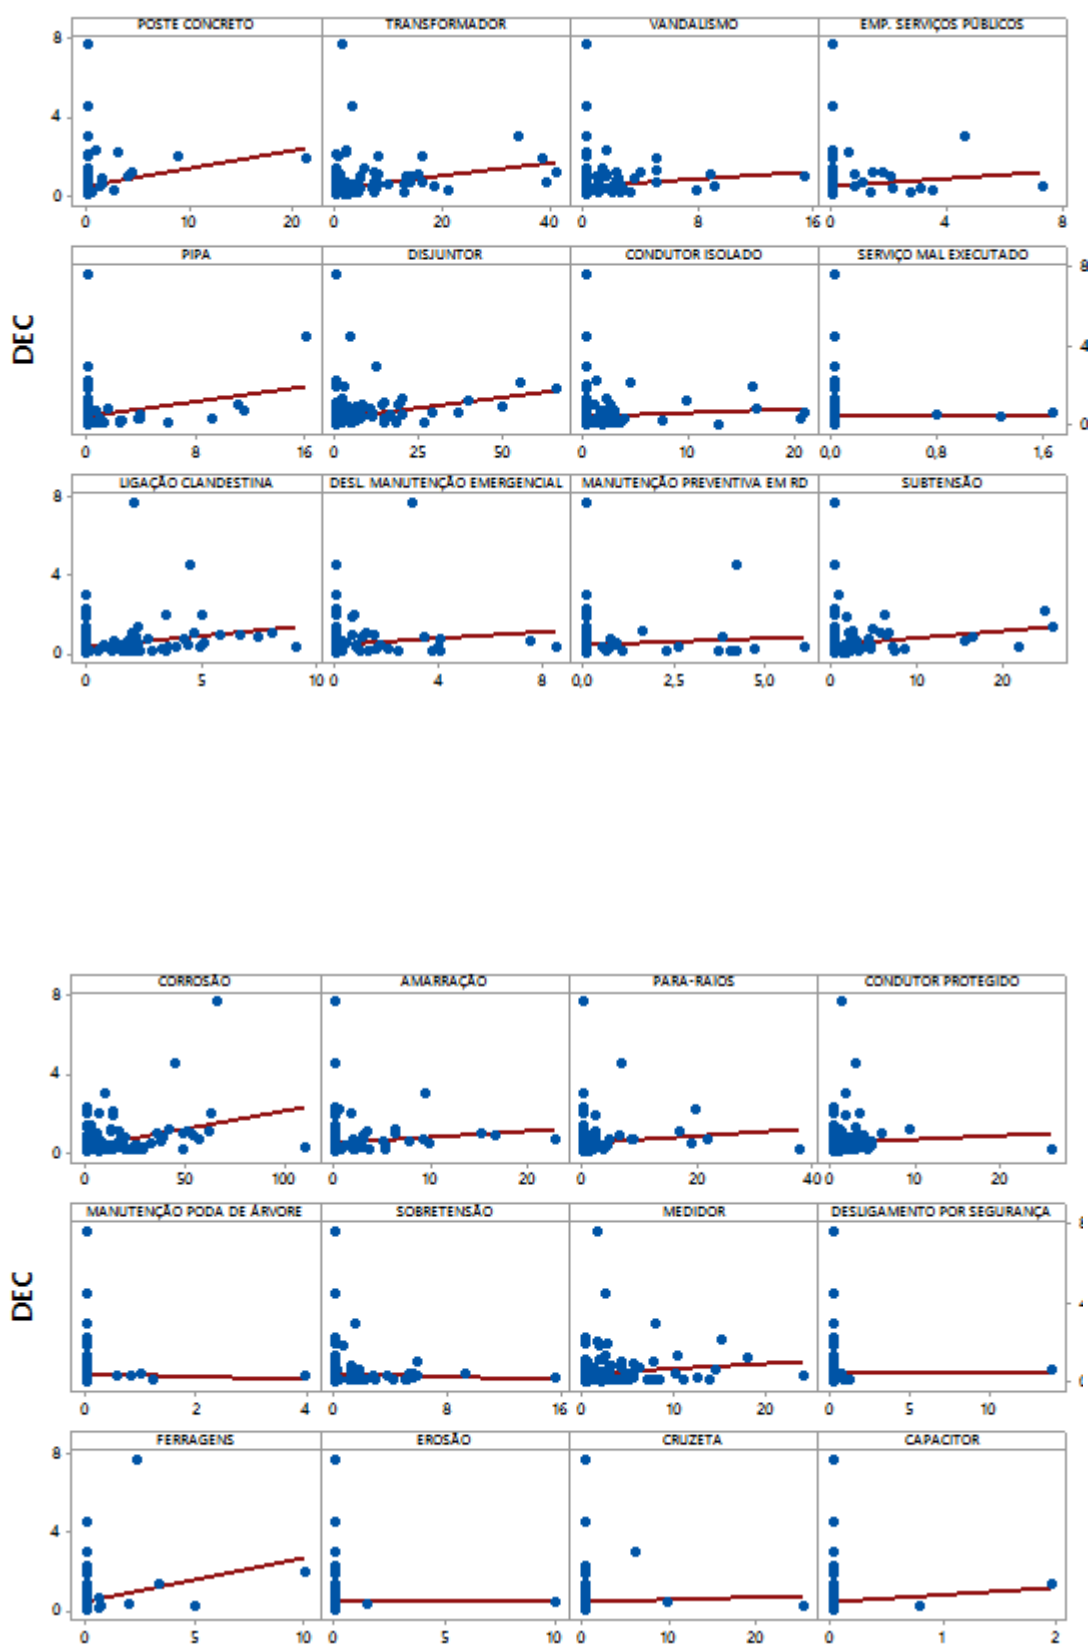 POSTE CONCRETO TRANSFORMADOR VANDALISMO EMP. SERVIÇOS PÚBLICOS
8
4
0
0 10 20 0 20 40 0 8 16 0 4 8
PIPA DISJUNTOR CONDUTOR ISOLADO SERVIÇO MAL EXECUTADO
8
4
0
DEC
0 8 16 0 25 50 0 10 20 0,0 0,8 1,6
LIGAÇÃO CLANDESTINA DESL. MANUTENÇÃO EMERGENCIAL MANUTENÇÃO PREVENTIVA EM RD SUBTENSÃO
8
4
0
0 5 10 0 4 8 0,0 2,5 5,0 0 10 20
CORROSÃO AMARRAÇÃO PARA-RAIOS CONDUTOR PROTEGIDO
8
4
0
0 50 100 0 10 20 0 20 40 0 10 20
MANUTENÇÃO PODA DE ÁRVORE SOBRETENSÃO MEDIDOR DESLIGAMENTO POR SEGURANÇA
8
4
0
DEC
0 2 4 0 8 16 0 10 20 0 5 10
FERRAGENS EROSÃO CRUZETA CAPACITOR
8
4
0
0 5 10 0 5 10 0 10 20 0 1 2